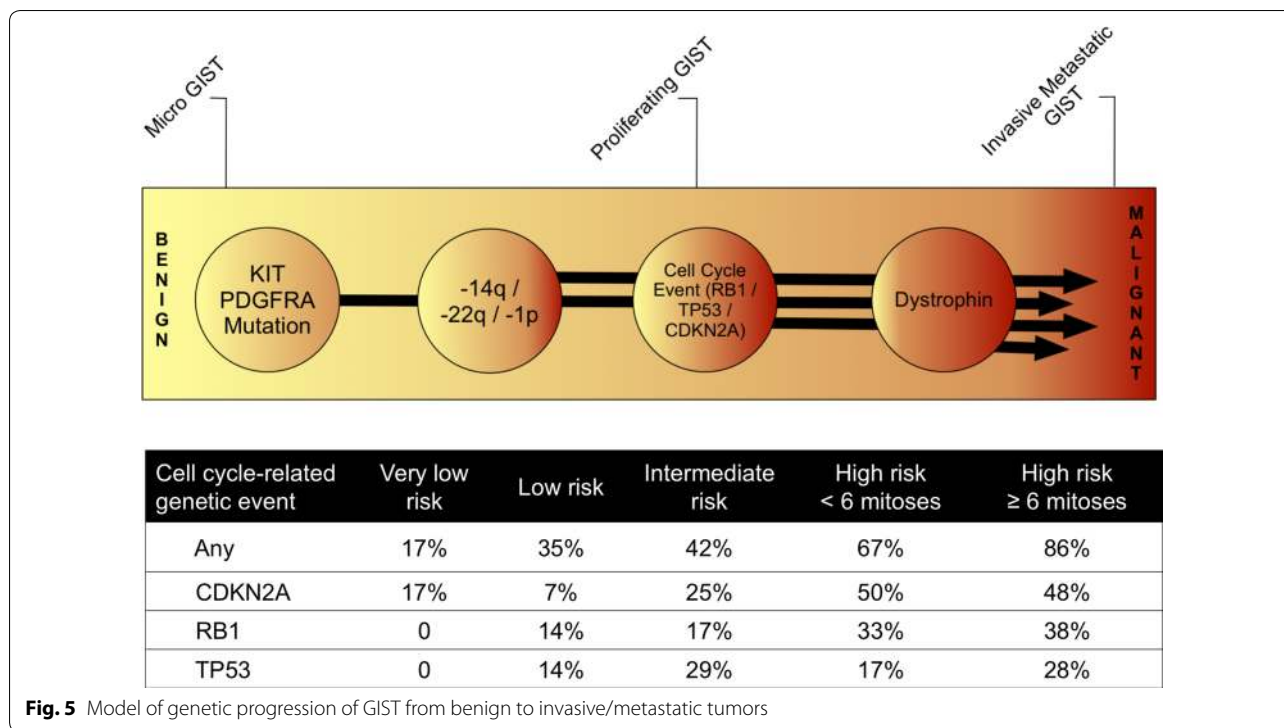 Micro GIST
Proliferating GIST
Invasive Metastatic
GIST
BENIGN
KIT
PDGFRA
Mutation
-14q /
-22q / -1p
Cell Cycle
Event (RB1 /
TP53 /
CDKN2A)
Dystrophin
MALIGNANT
Cell cycle-related genetic event Very low risk Low risk Intermediate risk High risk < 6 mitoses High risk ≥ 6 mitoses
Any 17% 35% 42% 67% 86%
CDKN2A 17% 7% 25% 50% 48%
RB1 0 14% 17% 33% 38%
TP53 0 14% 29% 17% 28%
Fig. 5 Model of genetic progression of GIST from benign to invasive/metastatic tumors